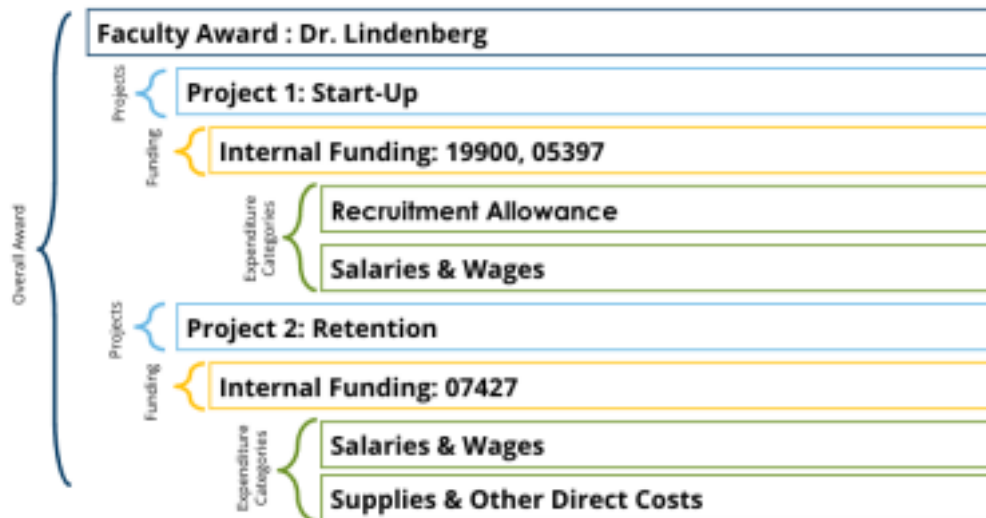 Faculty Award : Dr. Lindenberg
Projects
Project 1: Start-Up
Funding
Internal Funding: 19900, 05397
Expenditure
Categories
Recruitment Allowance
Salaries & Wages
Overall Award
Projects
Project 2: Retention
Funding
Internal Funding: 07427
Expenditure
Categories
Salaries & Wages
Supplies & Other Direct Costs